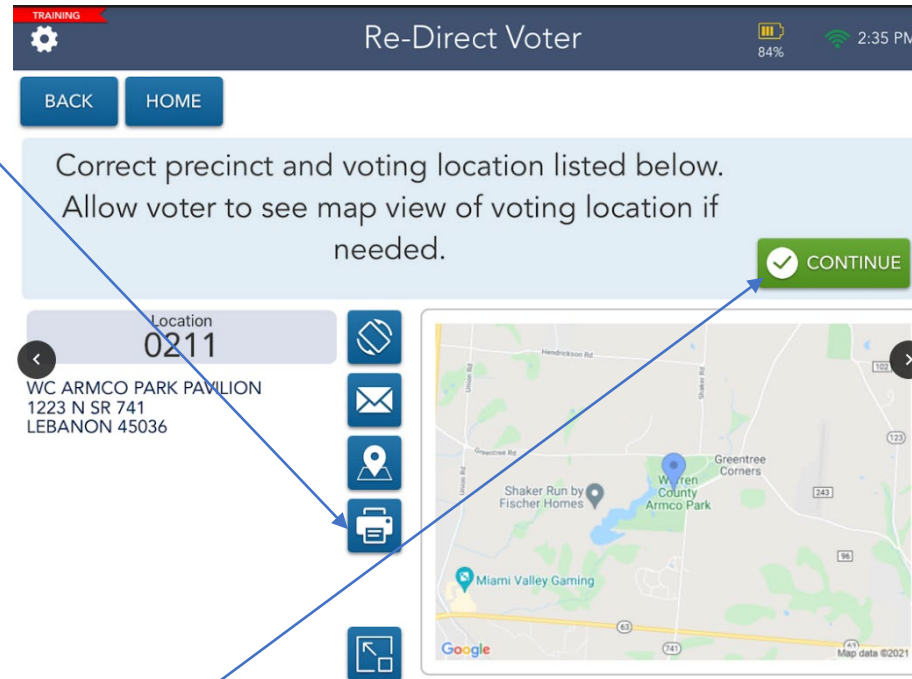 TRAINING
Re-Direct Voter
84%
2:35 PM
BACK
HOME
Correct precinct and voting location listed below.
Allow voter to see map view of voting location if
needed.
CONTINUE
Location
0211
WC ARMCO PARK PAVILION
1223 N SR 741
LEBANON 45036
Hendrickson Rd
Union Rd
Shaker Rd
102
123
Greentree Rd
Greentree
Corners
Union Rd
Warren
County
Armco Park
Shaker Run by
Fischer Homes
243
96
Miami Valley Gaming
63
741
63
Google
Map data ©2021